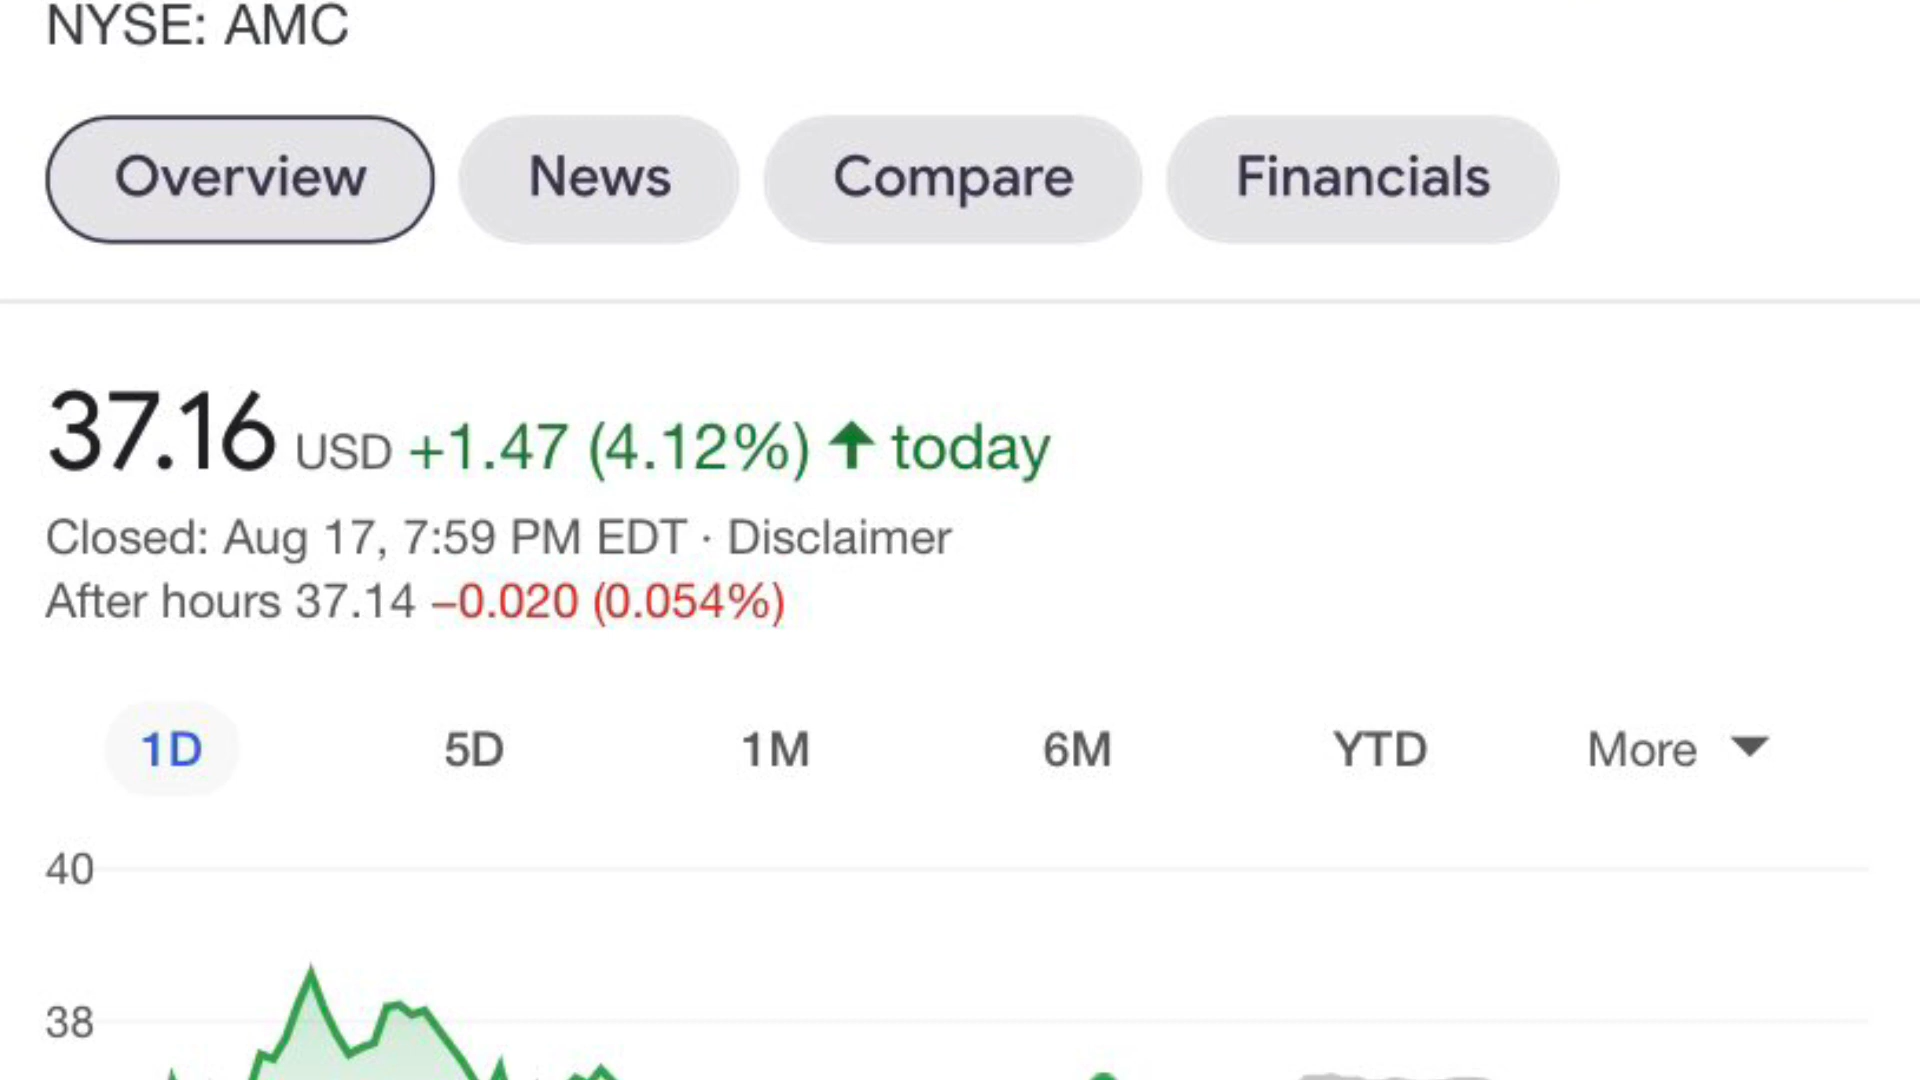 NYSE: AMC
Overview News Compare Financials
37.16 USD +1.47 (4.12%) ↑ today
Closed: Aug 17, 7:59 PM EDT · Disclaimer
After hours 37.14 –0.020 (0.054%)
1D 5D 1M 6M YTD More
40
38